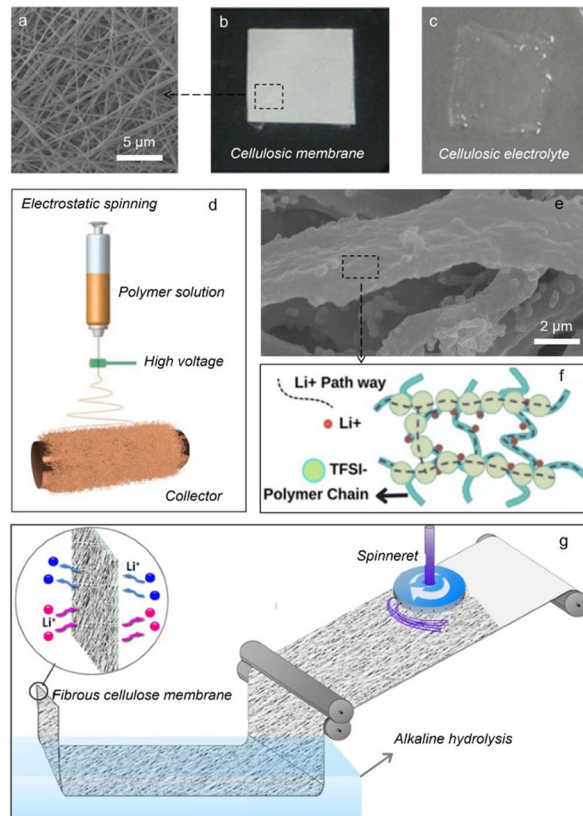 a
5 μm
b
Cellulosic membrane
c
Cellulosic electrolyte
Electrostatic spinning
d
Polymer solution
High voltage
Collector
e
2 μm
Li+ Path way
f
Li+
TFSI-
Polymer Chain
g
Spinneret
Li⁺
Li⁺
Fibrous cellulose membrane
Alkaline hydrolysis